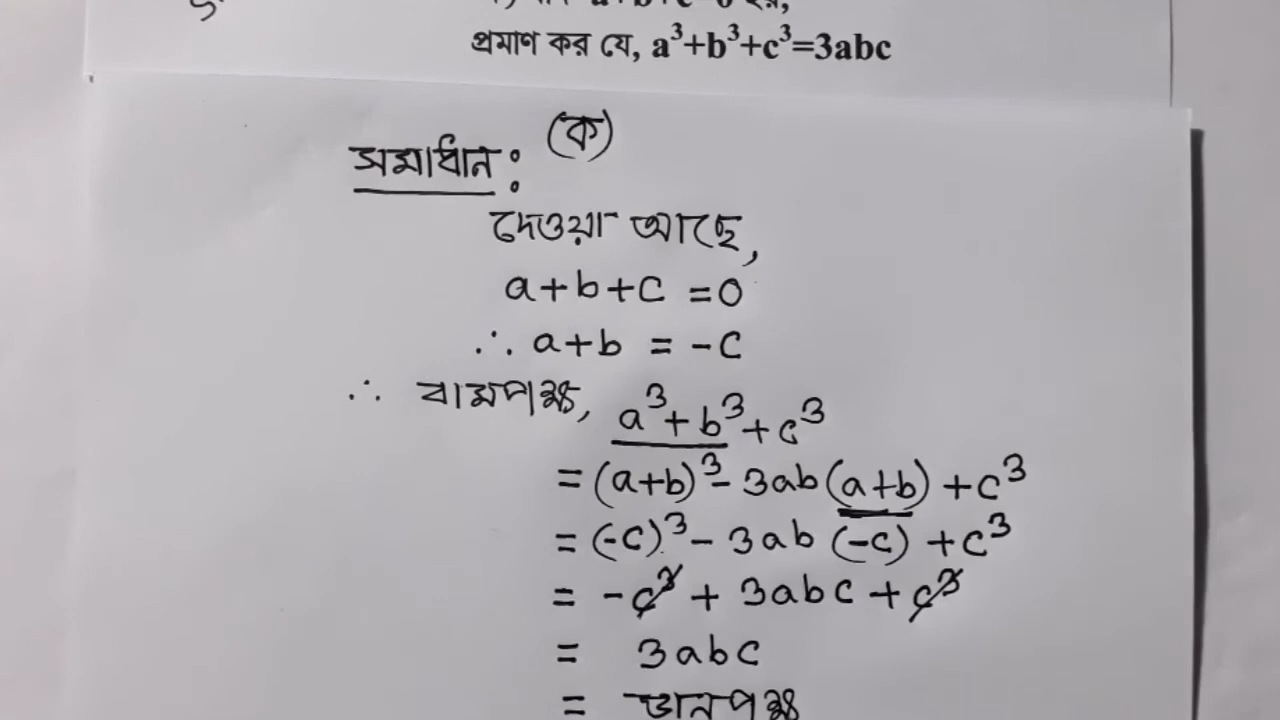 প্রমাণ কর যে, a³+b³+c³=3abc
সমাধান: (ক)
দেওয়া আছে,
a+b+c =0
∴ a+b = -c
∴ বামপক্ষ, a³+b³+c³
= (a+b)³- 3ab(a+b) +c³
= (-c)³- 3ab (-c) +c³
= -c³ + 3abc +c³
= 3abc
= ডানপক্ষ